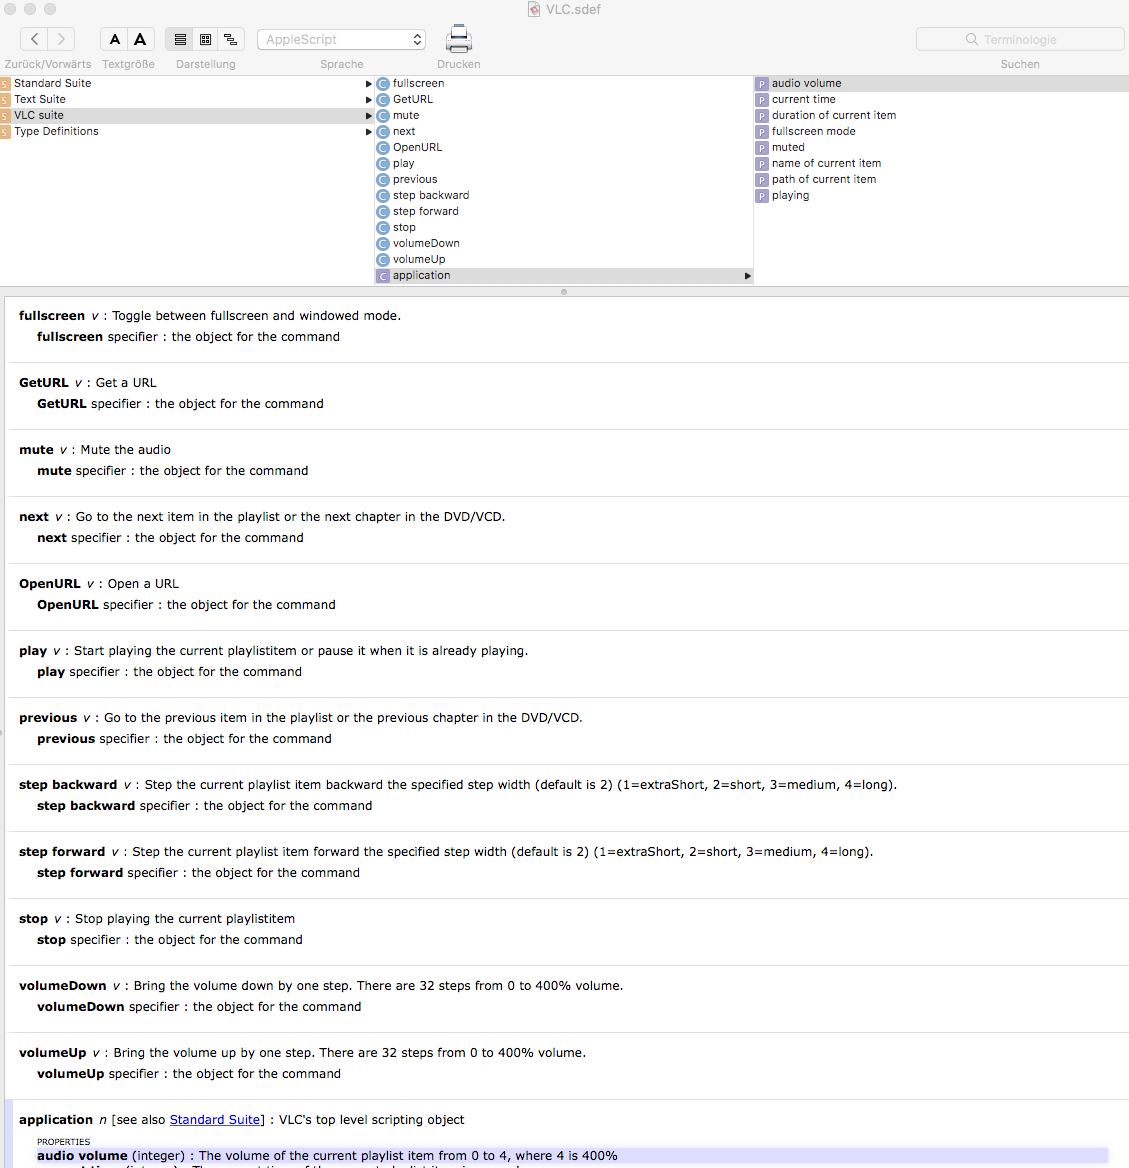 VLC.sdef
A A
AppleScript
Terminologie
Zurück/Vorwärts Textgröße Darstellung Sprache Drucken Suchen
S Standard Suite
S Text Suite
S VLC suite
S Type Definitions
C fullscreen
C GetURL
C mute
C next
C OpenURL
C play
C previous
C step backward
C step forward
C stop
C volumeDown
C volumeUp
C application
P audio volume
P current time
P duration of current item
P fullscreen mode
P muted
P name of current item
P path of current item
P playing
fullscreen v : Toggle between fullscreen and windowed mode.
fullscreen specifier : the object for the command
GetURL v : Get a URL
GetURL specifier : the object for the command
mute v : Mute the audio
mute specifier : the object for the command
next v : Go to the next item in the playlist or the next chapter in the DVD/VCD.
next specifier : the object for the command
OpenURL v : Open a URL
OpenURL specifier : the object for the command
play v : Start playing the current playlistitem or pause it when it is already playing.
play specifier : the object for the command
previous v : Go to the previous item in the playlist or the previous chapter in the DVD/VCD.
previous specifier : the object for the command
step backward v : Step the current playlist item backward the specified step width (default is 2) (1=extraShort, 2=short, 3=medium, 4=long).
step backward specifier : the object for the command
step forward v : Step the current playlist item forward the specified step width (default is 2) (1=extraShort, 2=short, 3=medium, 4=long).
step forward specifier : the object for the command
stop v : Stop playing the current playlistitem
stop specifier : the object for the command
volumeDown v : Bring the volume down by one step. There are 32 steps from 0 to 400% volume.
volumeDown specifier : the object for the command
volumeUp v : Bring the volume up by one step. There are 32 steps from 0 to 400% volume.
volumeUp specifier : the object for the command
application n [see also Standard Suite] : VLC's top level scripting object
PROPERTIES
audio volume (integer) : The volume of the current playlist item from 0 to 4, where 4 is 400%